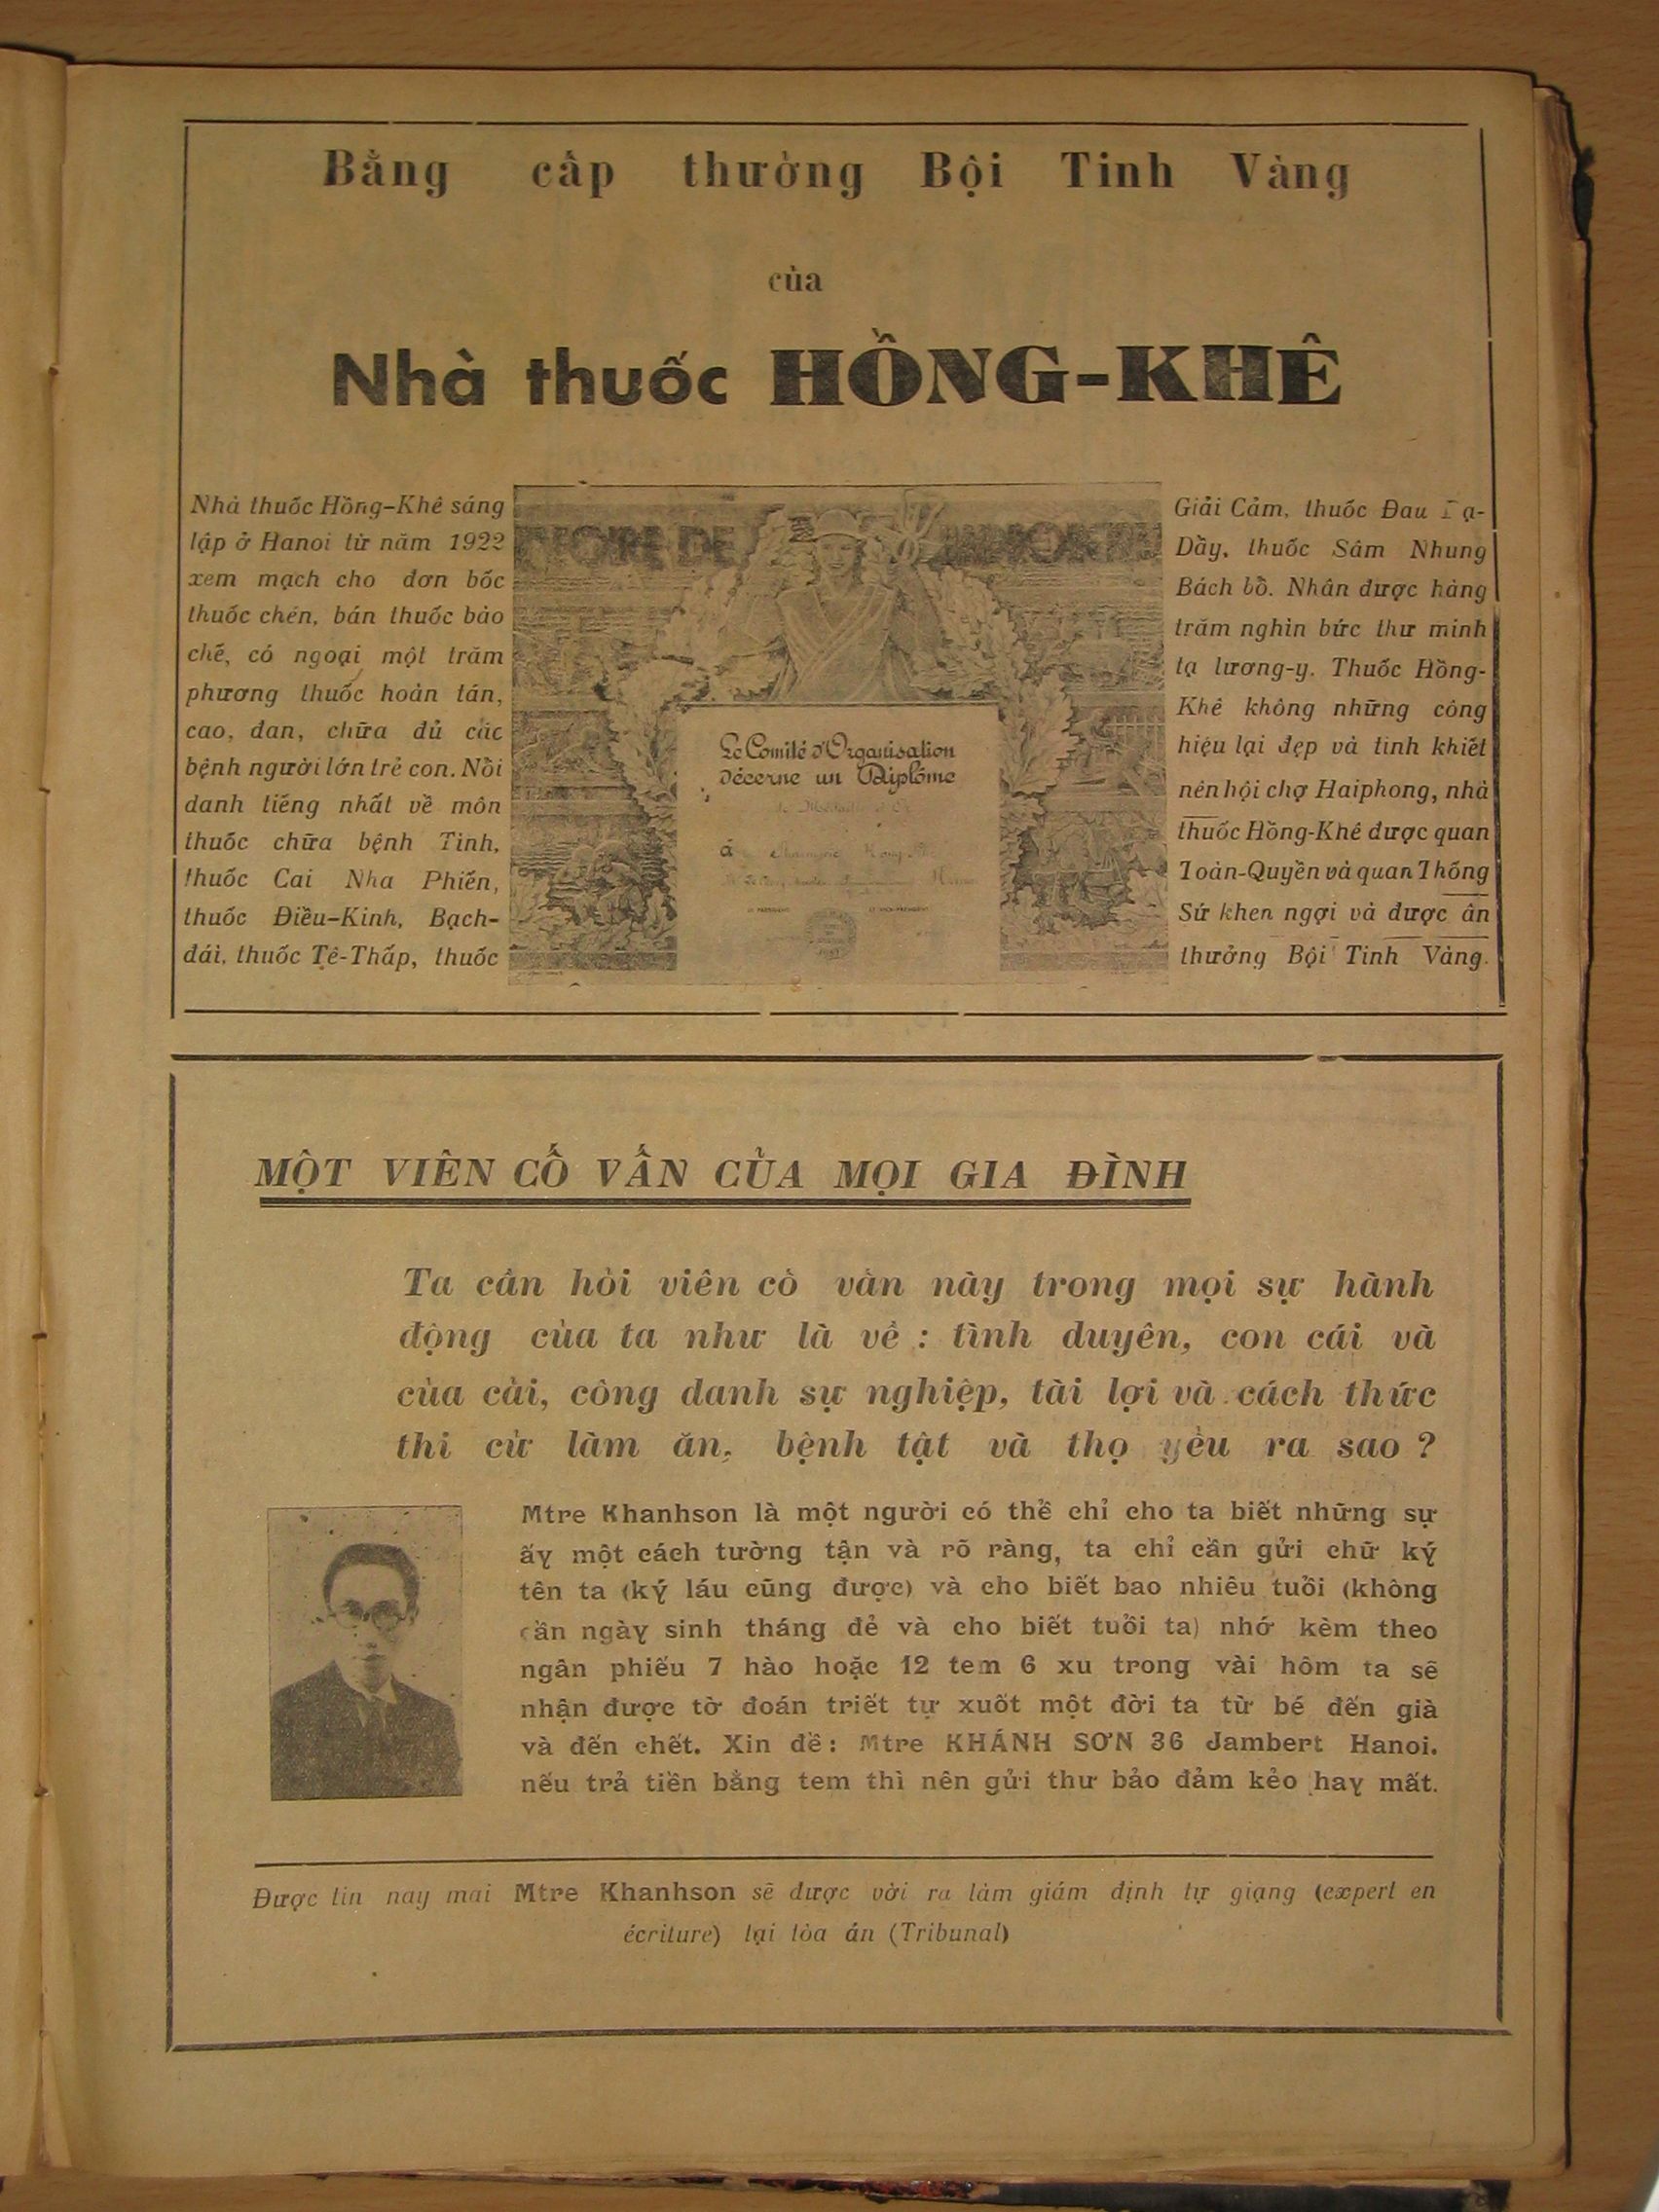 Bằng cấp thưởng Bội Tinh Vàng
của
Nhà thuốc HỒNG-KHÊ
Nhà thuốc Hồng-Khê sáng
lập ở Hanoi từ năm 1922
xem mạch cho đơn bốc
thuốc chén, bán thuốc bào
chế, có ngoại một trăm
phương thuốc hoàn tán,
cao, đan, chữa đủ các
bệnh người lớn trẻ con. Nổi
danh tiếng nhất về môn
thuốc chữa bệnh Tình,
thuốc Cai Nha Phiến,
thuốc Điều-Kinh, Bạch-
đái, thuốc Tê-Thấp, thuốc
FOIRE DE
Le Comité d'Organisation
décerne un Diplôme
à
Giải Cảm, thuốc Đau Dạ-
Dầy, thuốc Sâm Nhung
Bách bổ. Nhân được hàng
trăm nghìn bức thư minh
tạ lương-y. Thuốc Hồng-
Khê không những công
hiệu lại đẹp và tinh khiết
nên hội chợ Haiphong, nhà
thuốc Hồng-Khê được quan
Toàn-Quyền và quan Thống
Sứ khen ngợi và được ân
thưởng Bội Tinh Vàng.
MỘT VIÊN CỐ VẤN CỦA MỌI GIA ĐÌNH
Ta cần hỏi viên cố vấn này trong mọi sự hành
động của ta như là về : tình duyên, con cái và
của cải, công danh sự nghiệp, tài lợi và cách thức
thi cử làm ăn, bệnh tật và thọ yểu ra sao ?
Mtre Khanhson là một người có thể chỉ cho ta biết những sự
ấy một cách tường tận và rõ ràng, ta chỉ cần gửi chữ ký
tên ta (ký láu cũng được) và cho biết bao nhiêu tuổi (không
cần ngày sinh tháng đẻ và cho biết tuổi ta) nhớ kèm theo
ngân phiếu 7 hào hoặc 12 tem 6 xu trong vài hôm ta sẽ
nhận được tờ đoán triết tự xuốt một đời ta từ bé đến già
và đến chết. Xin đề : Mtre KHÁNH SƠN 36 Jambert Hanoi.
nếu trả tiền bằng tem thì nên gửi thư bảo đảm kẻo hay mất.
Được tin nay mai Mtre Khanhson sẽ được vời ra làm giám định tự giạng (expert en
écriture) tại tòa án (Tribunal)